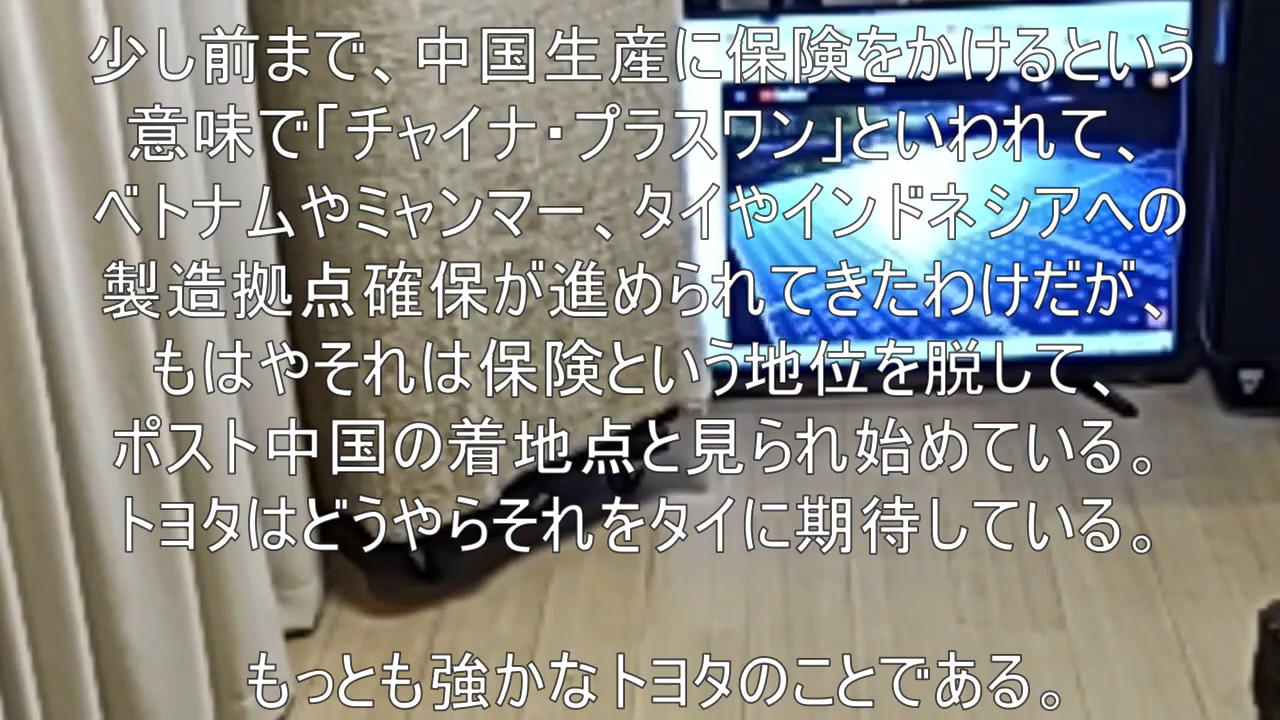 少し前まで、中国生産に保険をかけるという
意味で「チャイナ・プラスワン」といわれて、
ベトナムやミャンマー、タイやインドネシアへの
製造拠点確保が進められてきたわけだが、
もはやそれは保険という地位を脱して、
ポスト中国の着地点と見られ始めている。
トヨタはどうやらそれをタイに期待している。
もっとも強かなトヨタのことである。